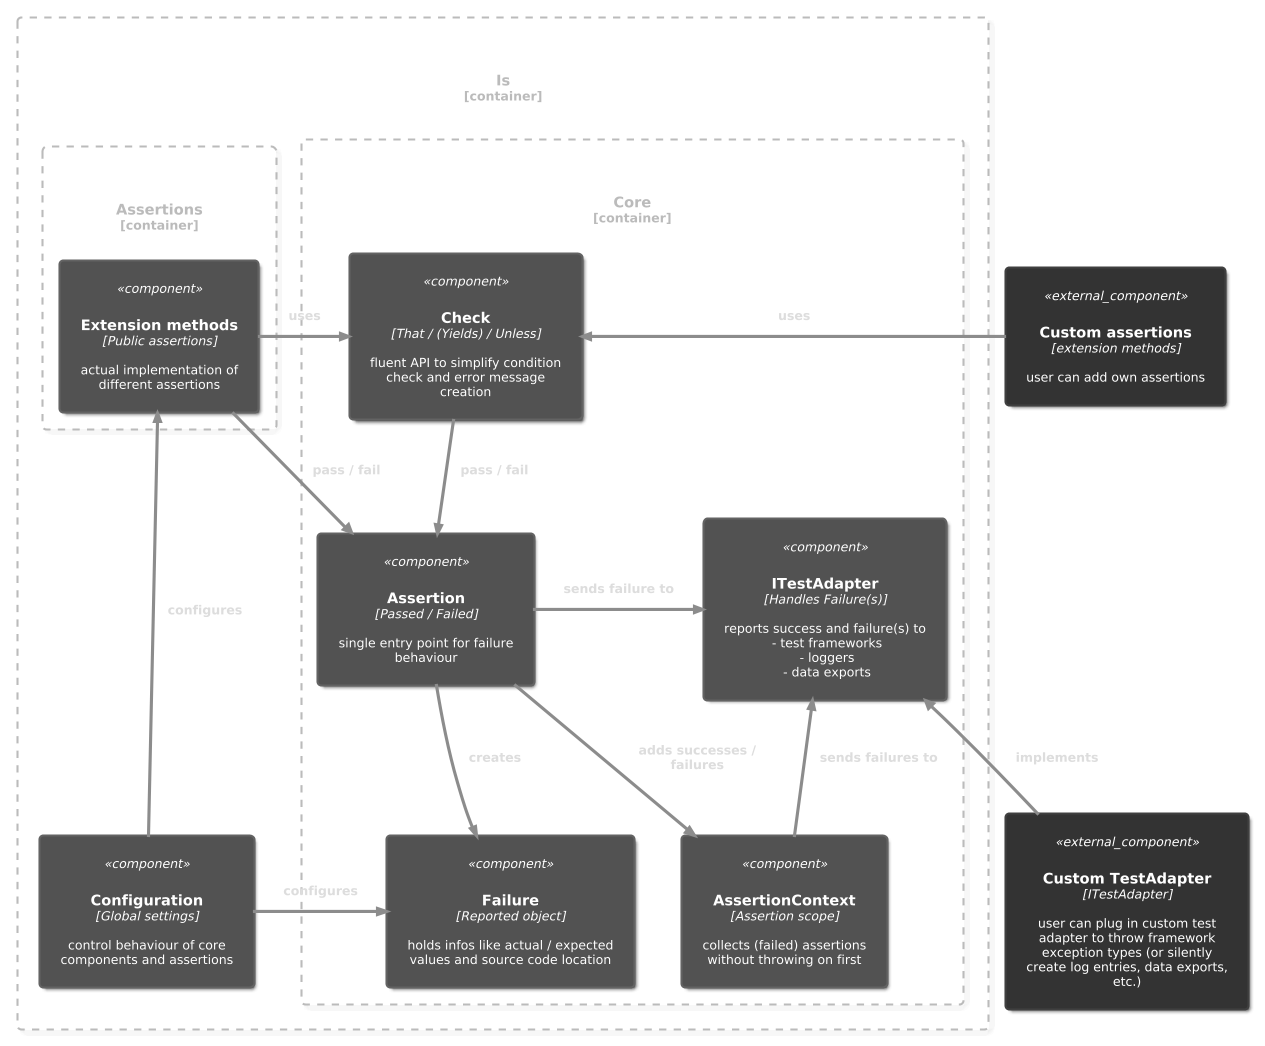 Is
[container]
Assertions
[container]
Core
[container]
«component»
Extension methods
[Public assertions]
actual implementation of
different assertions
uses
«component»
Check
[That / (Yields) / Unless]
fluent API to simplify condition
check and error message
creation
uses
«external_component»
Custom assertions
[extension methods]
user can add own assertions
pass / fail
pass / fail
configures
«component»
Assertion
[Passed / Failed]
single entry point for failure
behaviour
sends failure to
«component»
ITestAdapter
[Handles Failure(s)]
reports success and failure(s) to
- test frameworks
- loggers
- data exports
creates
adds successes /
failures
sends failures to
implements
«component»
Configuration
[Global settings]
control behaviour of core
components and assertions
configures
«component»
Failure
[Reported object]
holds infos like actual / expected
values and source code location
«component»
AssertionContext
[Assertion scope]
collects (failed) assertions
without throwing on first
«external_component»
Custom TestAdapter
[ITestAdapter]
user can plug in custom test
adapter to throw framework
exception types (or silently
create log entries, data exports,
etc.)